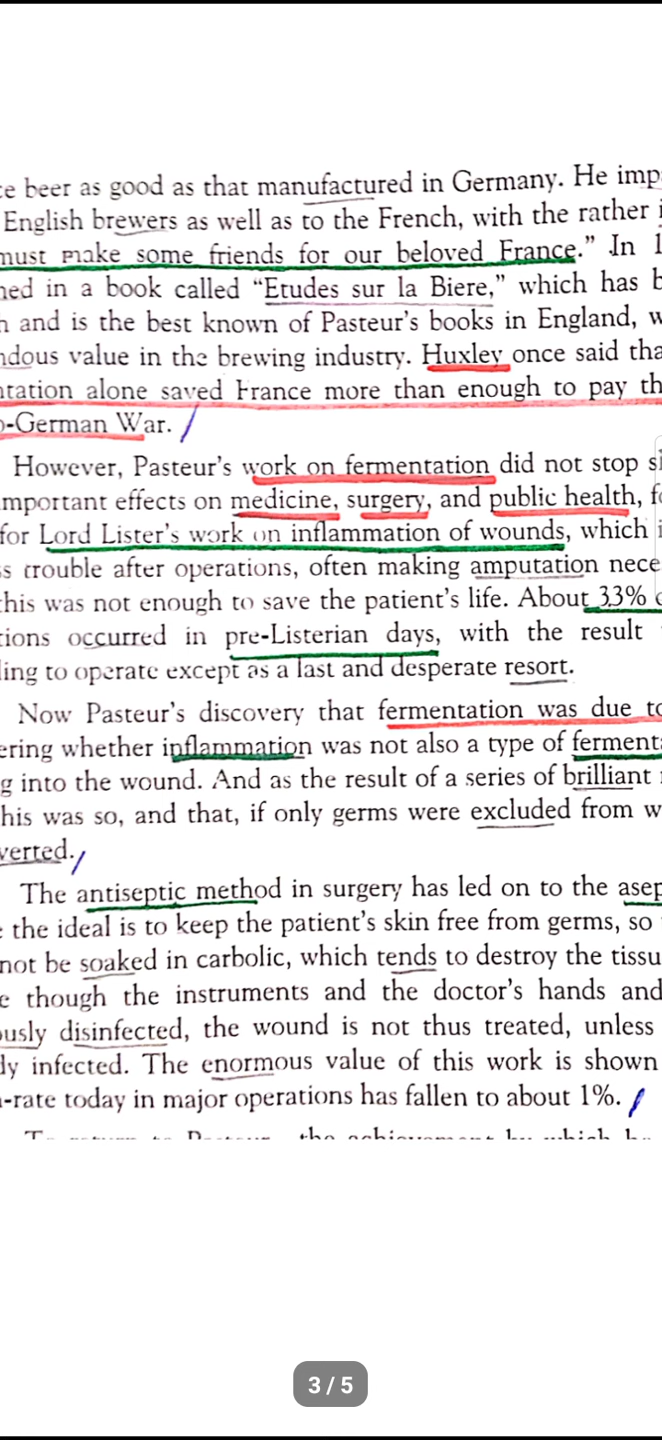 e beer as good as that manufactured in Germany. He imp
English brewers as well as to the French, with the rather
must make some friends for our beloved France." In 1
ned in a book called "Etudes sur la Biere," which has b
and is the best known of Pasteur's books in England, w
ndous value in the brewing industry. Huxley once said tha
ntation alone saved France more than enough to pay th
o-German War.
However, Pasteur's work on fermentation did not stop s
mportant effects on medicine, surgery, and public health, f
for Lord Lister's work on inflammation of wounds, which i
s trouble after operations, often making amputation nece
this was not enough to save the patient's life. About 33%
tions occurred in pre-Listerian days, with the result
ling to operate except as a last and desperate resort.
Now Pasteur's discovery that fermentation was due to
ering whether inflammation was not also a type of ferment
g into the wound. And as the result of a series of brilliant
his was so, and that, if only germs were excluded from w
verted.
The antiseptic method in surgery has led on to the asep
the ideal is to keep the patient's skin free from germs, so
not be soaked in carbolic, which tends to destroy the tissu
e though the instruments and the doctor's hands and
ously disinfected, the wound is not thus treated, unless
ly infected. The enormous value of this work is shown
-rate today in major operations has fallen to about 1%.
3 / 5